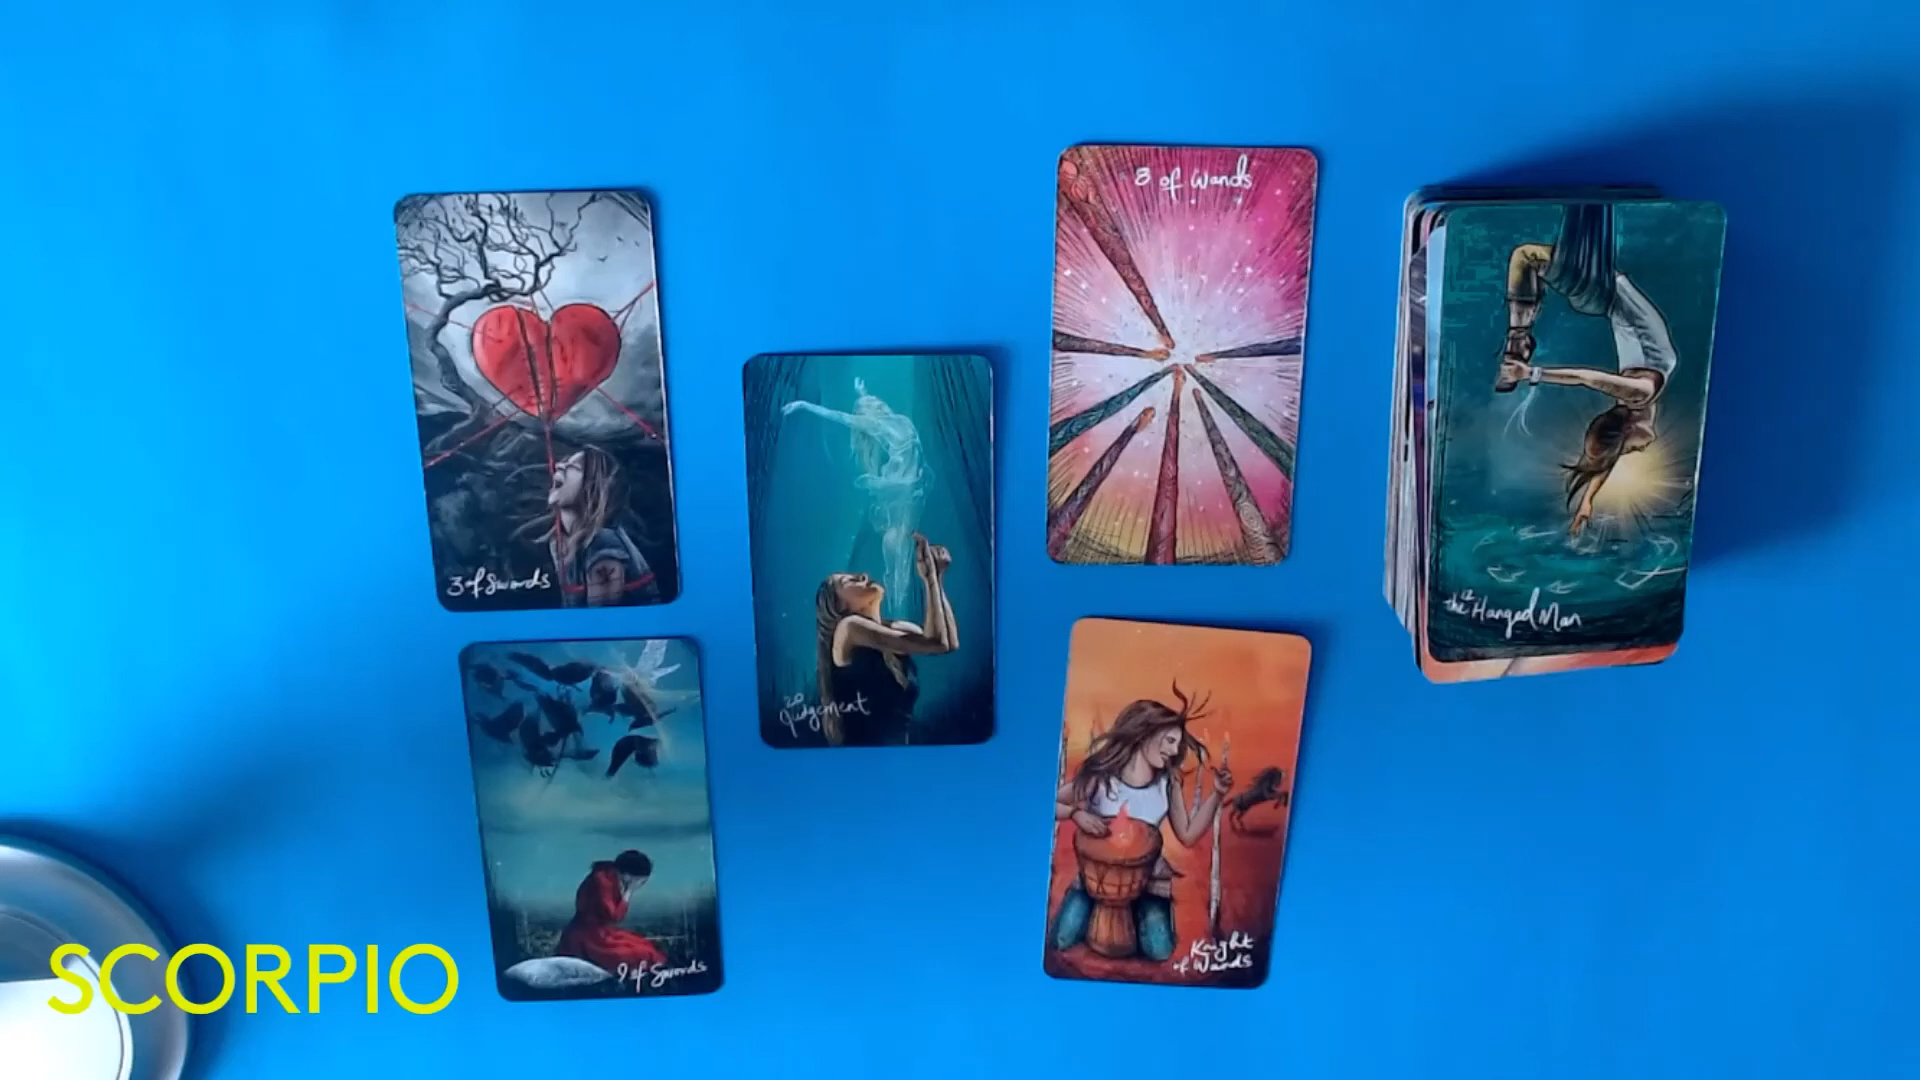 8 of wands
3 of Swords
12
the Hanged Man
20
Judgement
9 of Swords
Knight
of Wands
SCORPIO